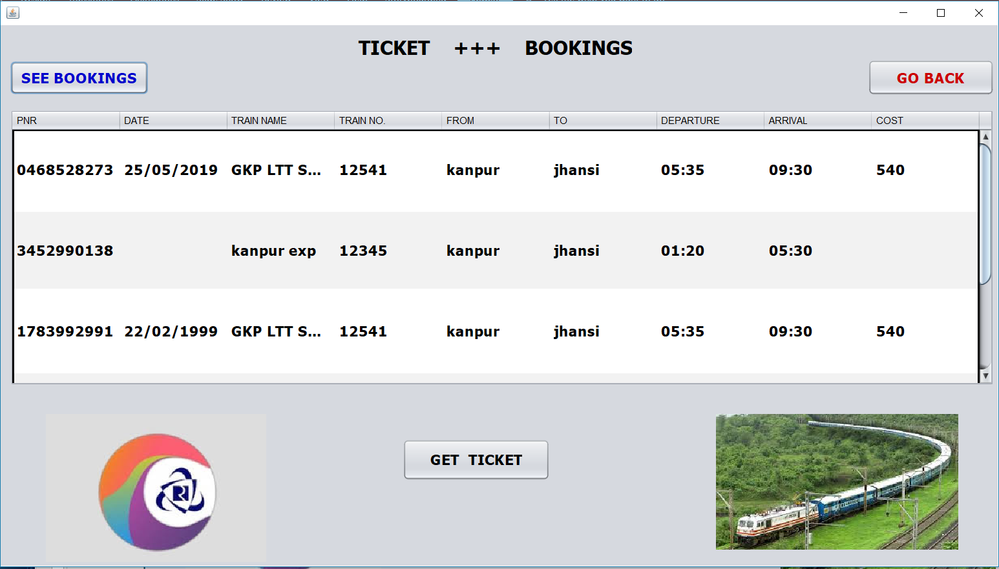 TICKET +++ BOOKINGS
SEE BOOKINGS
GO BACK
PNR DATE TRAIN NAME TRAIN NO. FROM TO DEPARTURE ARRIVAL COST
0468528273 25/05/2019 GKP LTT S... 12541 kanpur jhansi 05:35 09:30 540
3452990138 kanpur exp 12345 kanpur jhansi 01:20 05:30
1783992991 22/02/1999 GKP LTT S... 12541 kanpur jhansi 05:35 09:30 540
GET TICKET